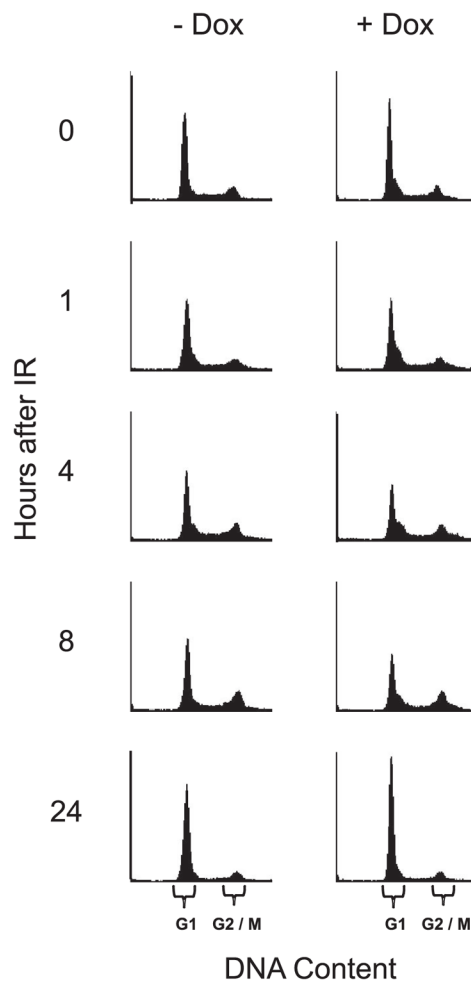 - Dox + Dox
0
1
4
8
24
Hours after IR
G1 G2 / M G1 G2 / M
DNA Content